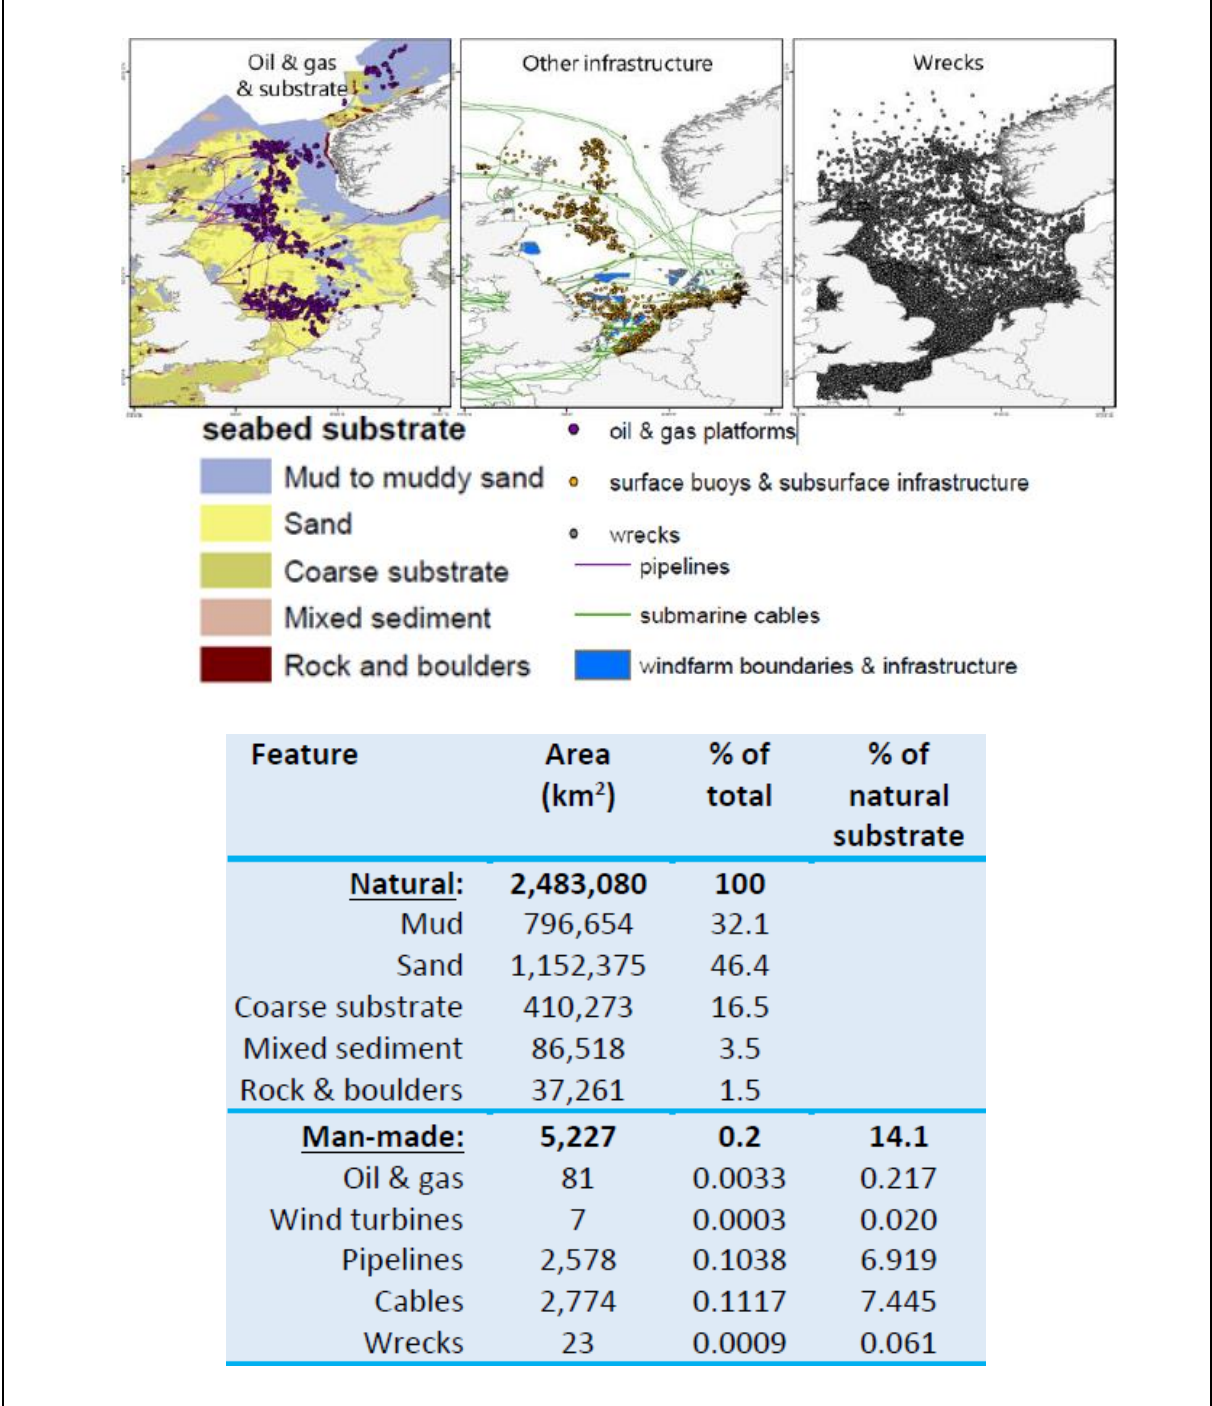 Oil & gas
& substrate
Other infrastructure
Wrecks
seabed substrate
Mud to muddy sand
Sand
Coarse substrate
Mixed sediment
Rock and boulders
oil & gas platforms
surface buoys & subsurface infrastructure
wrecks
pipelines
submarine cables
windfarm boundaries & infrastructure
Feature Area % of % of
(km²) total natural
substrate
Natural: 2,483,080 100
Mud 796,654 32.1
Sand 1,152,375 46.4
Coarse substrate 410,273 16.5
Mixed sediment 86,518 3.5
Rock & boulders 37,261 1.5
Man-made: 5,227 0.2 14.1
Oil & gas 81 0.0033 0.217
Wind turbines 7 0.0003 0.020
Pipelines 2,578 0.1038 6.919
Cables 2,774 0.1117 7.445
Wrecks 23 0.0009 0.061